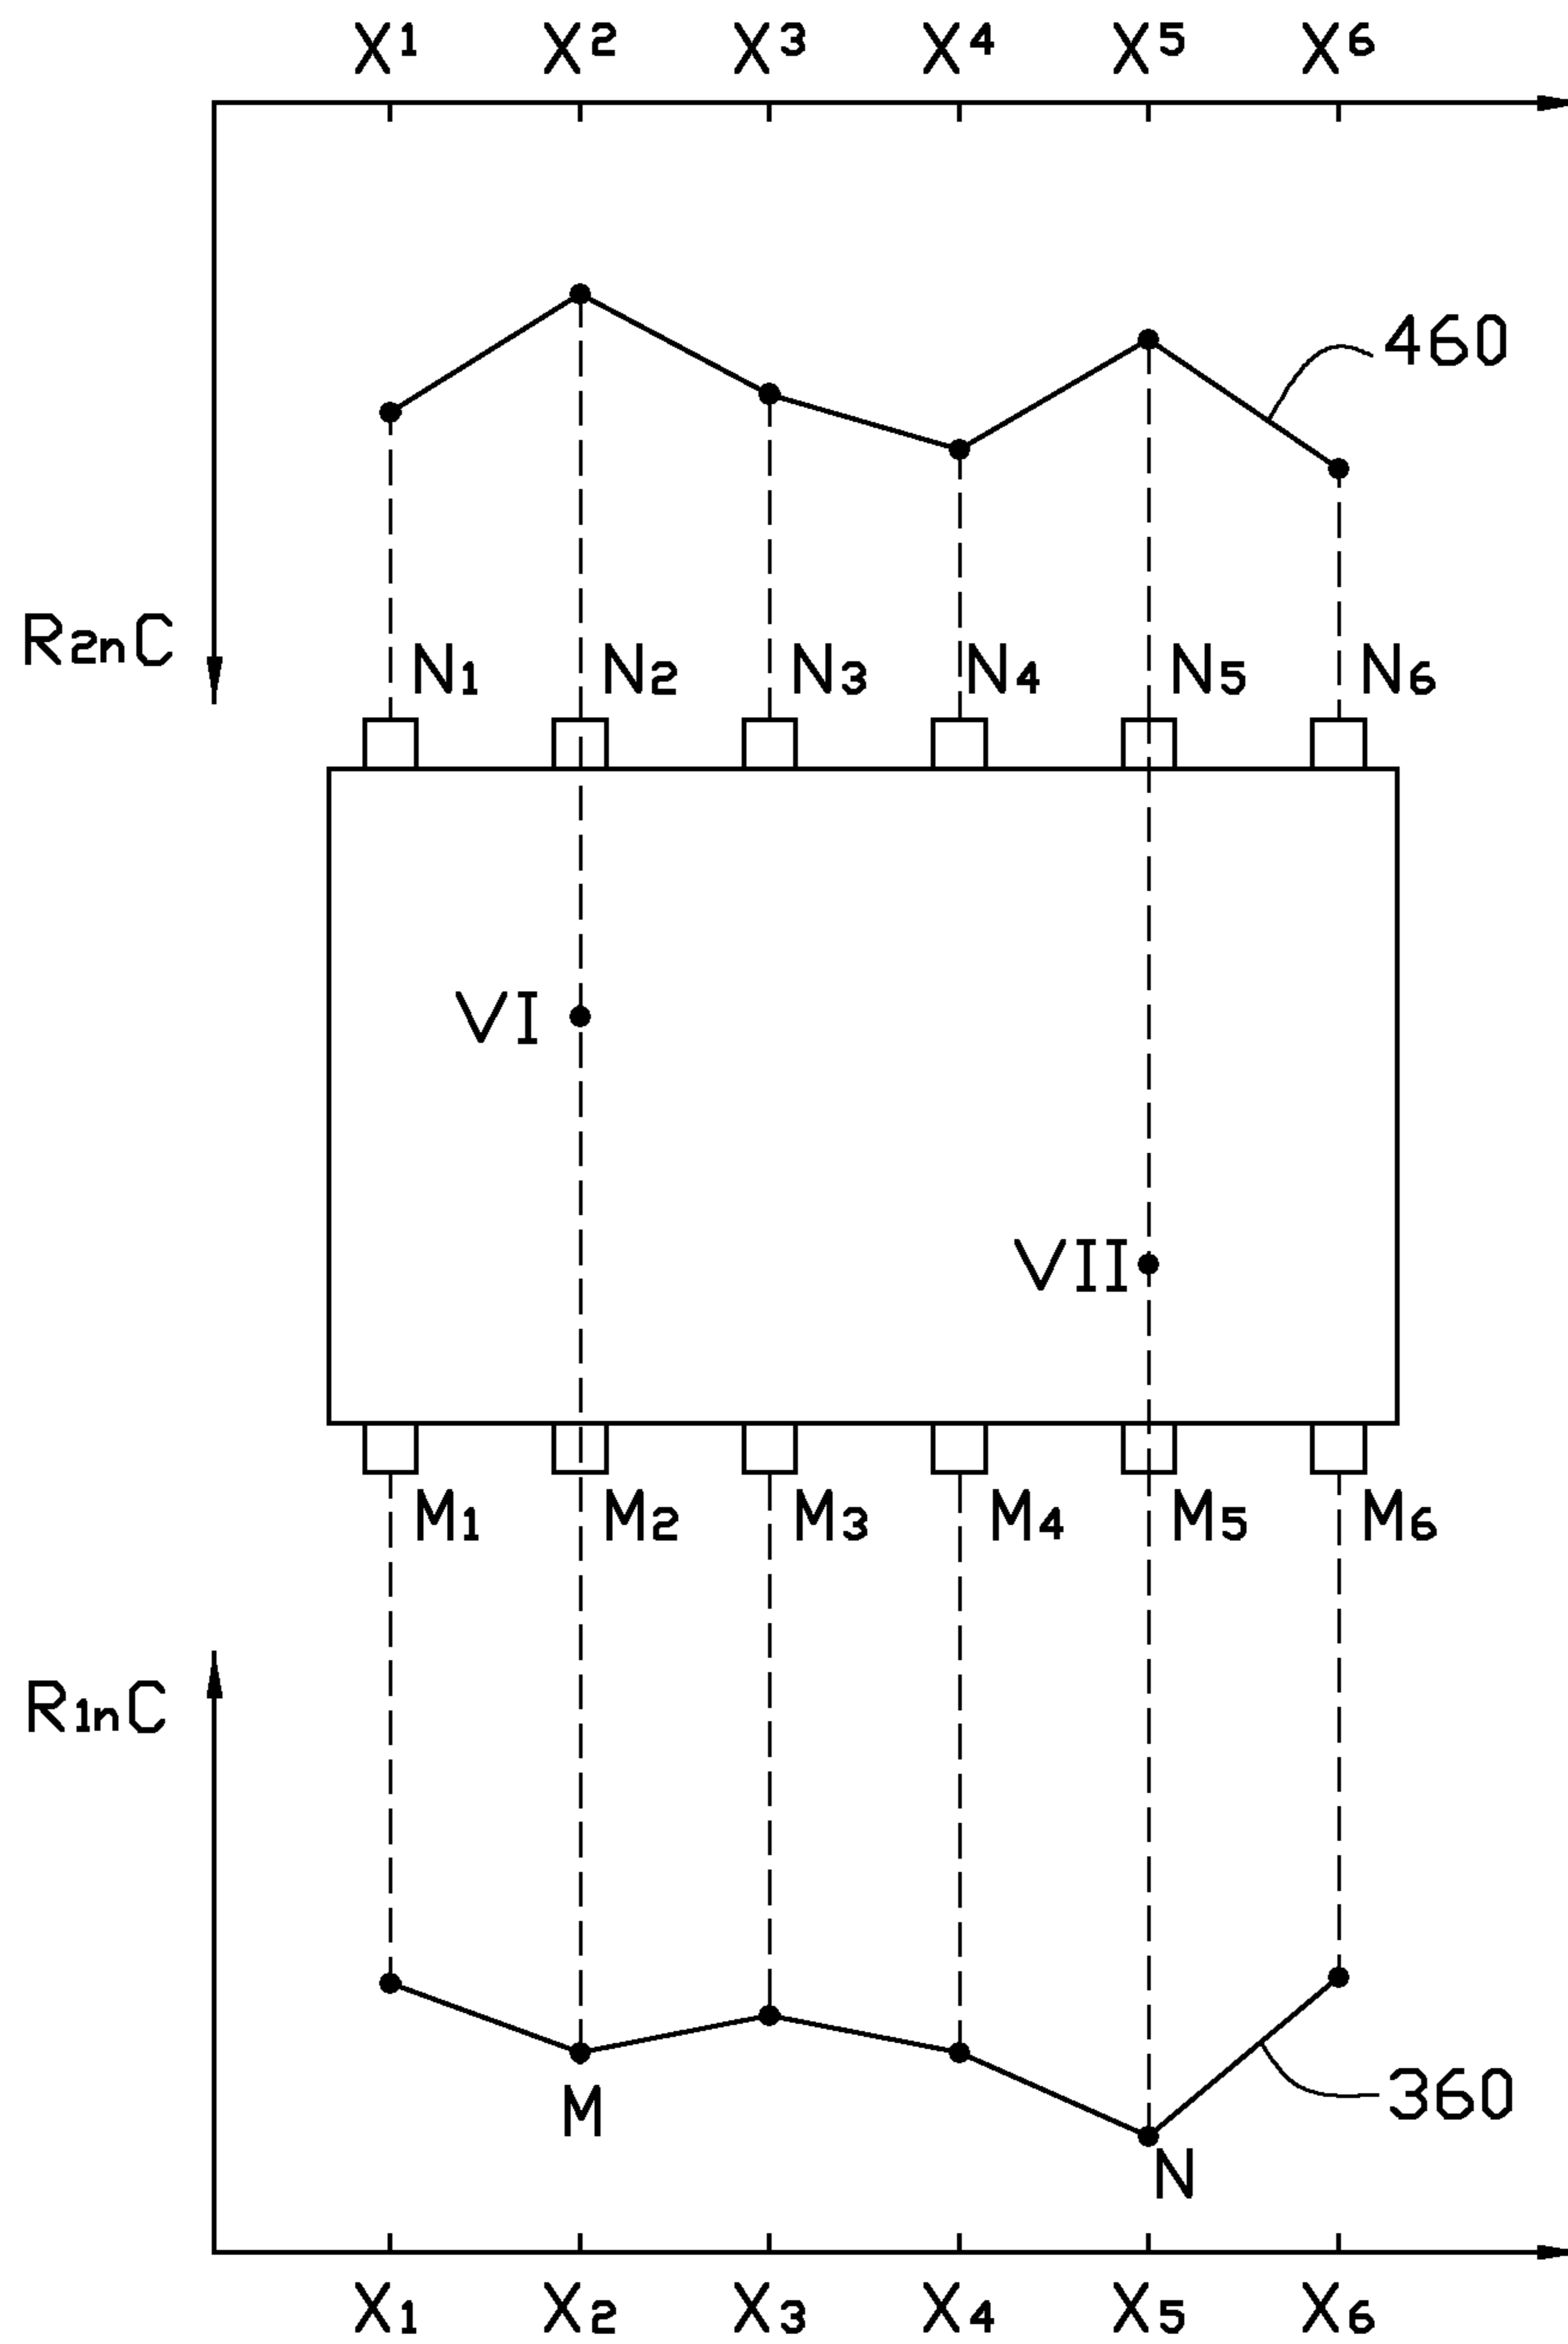 X¹ X² X³ X⁴ X⁵ X⁶
460
R₂ₙC
N₁ N₂ N₃ N₄ N₅ N₆
VI
VII
M₁ M₂ M₃ M₄ M₅ M₆
R₁ₙC
360
M
N
X₁ X₂ X₃ X₄ X₅ X₆